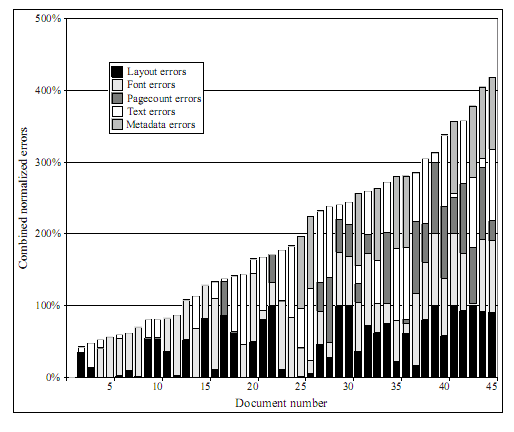 500%
400%
300%
200%
100%
0%
Combined normalized errors
Layout errors
Font errors
Pagecount errors
Text errors
Metadata errors
5 10 15 20 25 30 35 40 45
Document number